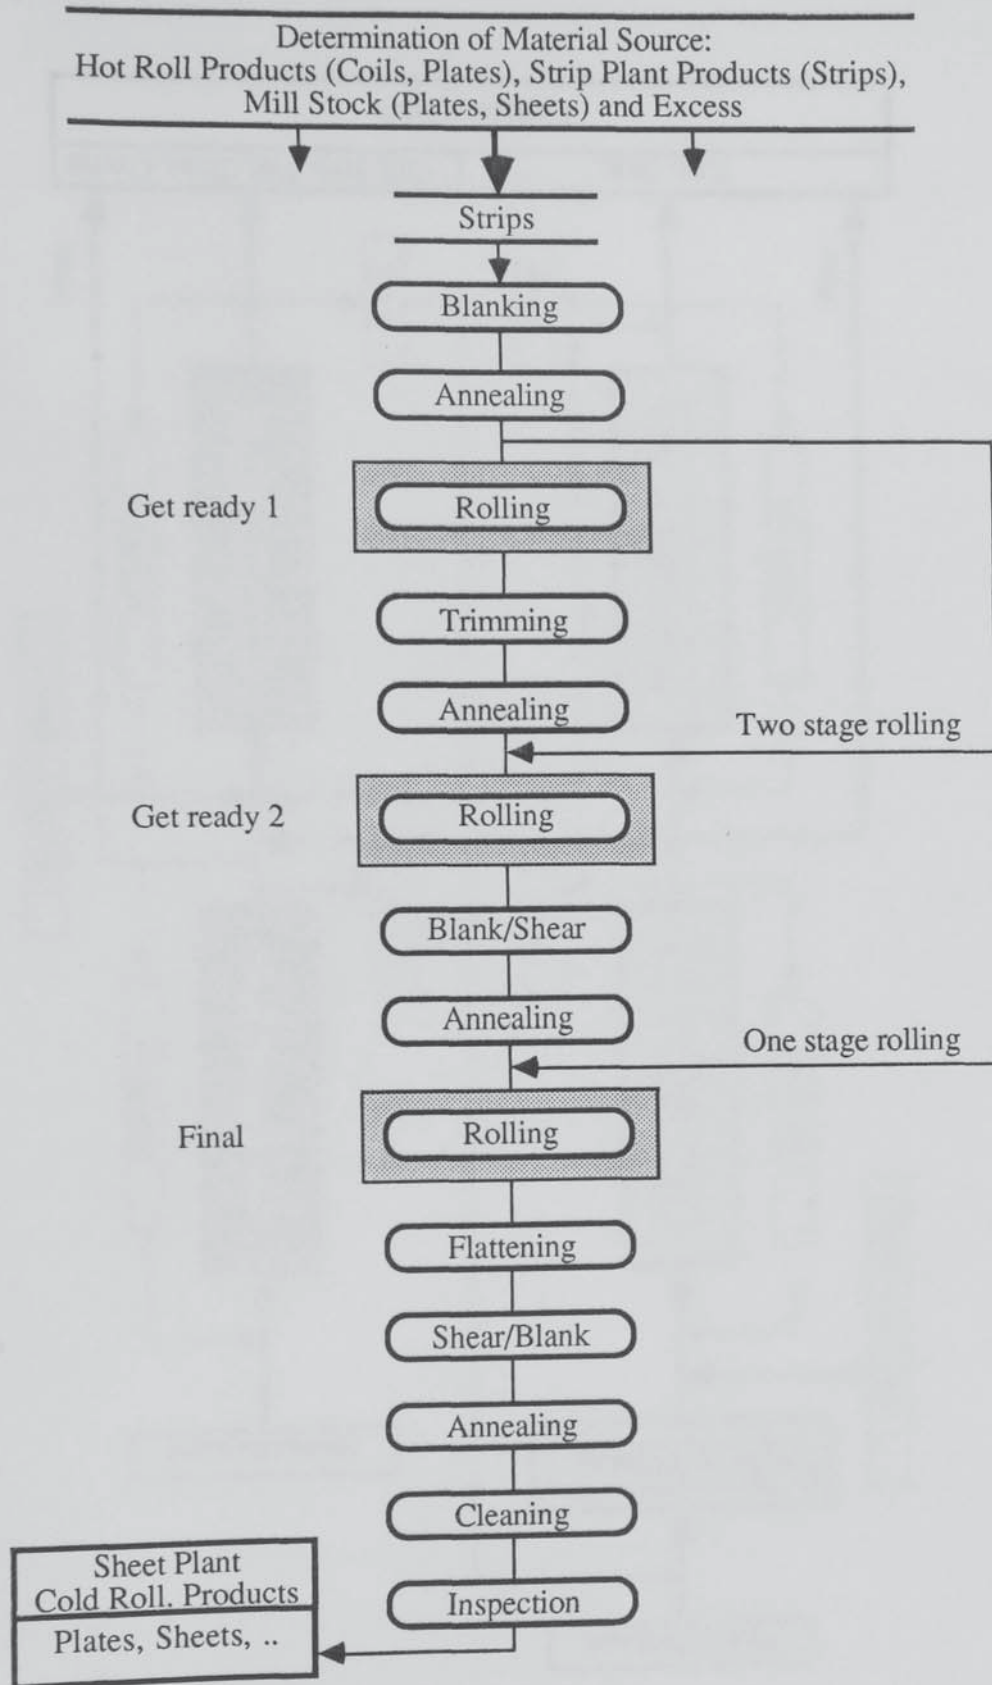 Determination of Material Source:
Hot Roll Products (Coils, Plates), Strip Plant Products (Strips),
Mill Stock (Plates, Sheets) and Excess
Strips
Blanking
Annealing
Get ready 1
Rolling
Trimming
Annealing
Two stage rolling
Get ready 2
Rolling
Blank/Shear
Annealing
One stage rolling
Final
Rolling
Flattening
Shear/Blank
Annealing
Cleaning
Inspection
Sheet Plant
Cold Roll. Products
Plates, Sheets, ..